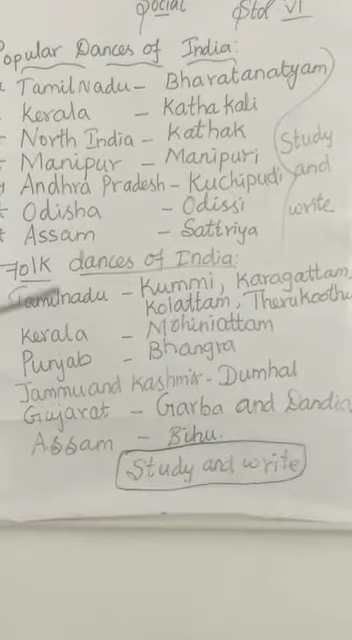 Social Std VI
Popular Dances of India:
Tamil Nadu - Bharatanatyam
Kerala - Kathakali
North India - Kathak
Manipur - Manipuri
Andhra Pradesh - Kuchipudi
Odisha - Odissi
Assam - Sattriya
Study
and
write
Folk dances of India:
Tamilnadu - Kummi, Karagattam,
Kolattam, Therukoothu
Kerala - Mohiniattam
Punjab - Bhangra
Jammu and Kashmir - Dumhal
Gujarat - Garba and Dandia
Assam - Bihu.
Study and write